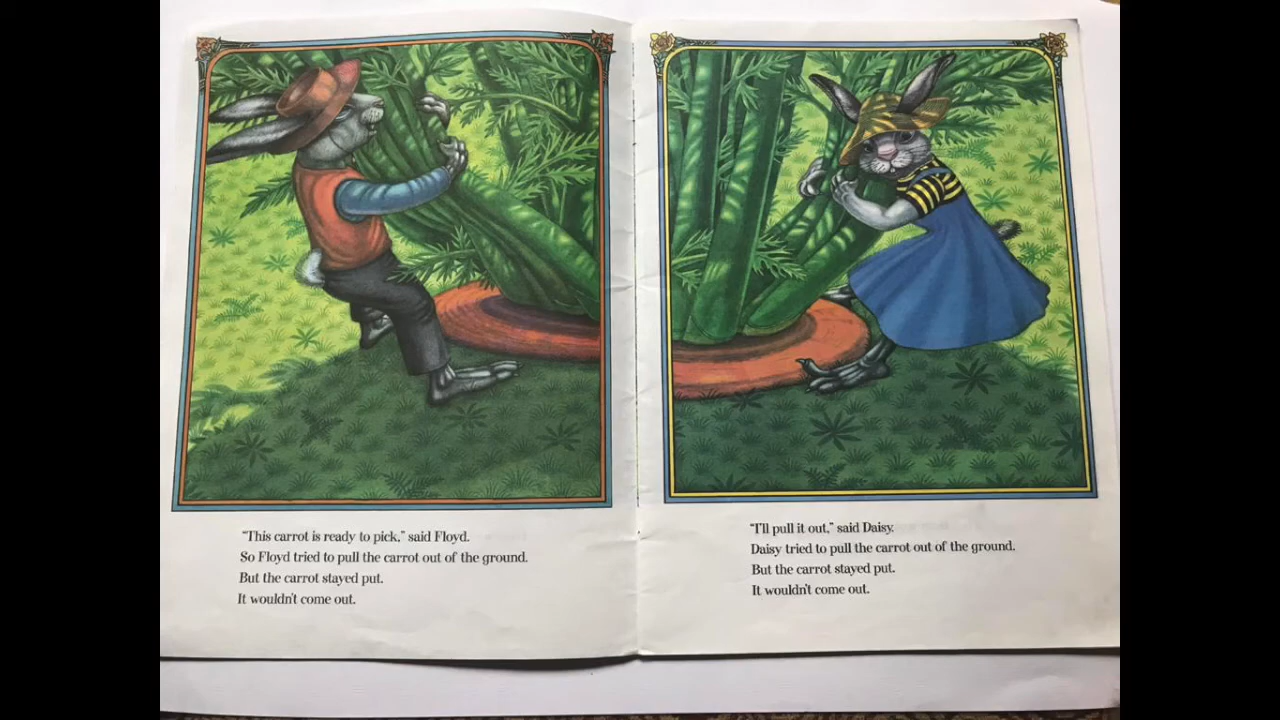 "This carrot is ready to pick," said Floyd.
So Floyd tried to pull the carrot out of the ground.
But the carrot stayed put.
It wouldn't come out.
"I'll pull it out," said Daisy.
Daisy tried to pull the carrot out of the ground.
But the carrot stayed put.
It wouldn't come out.